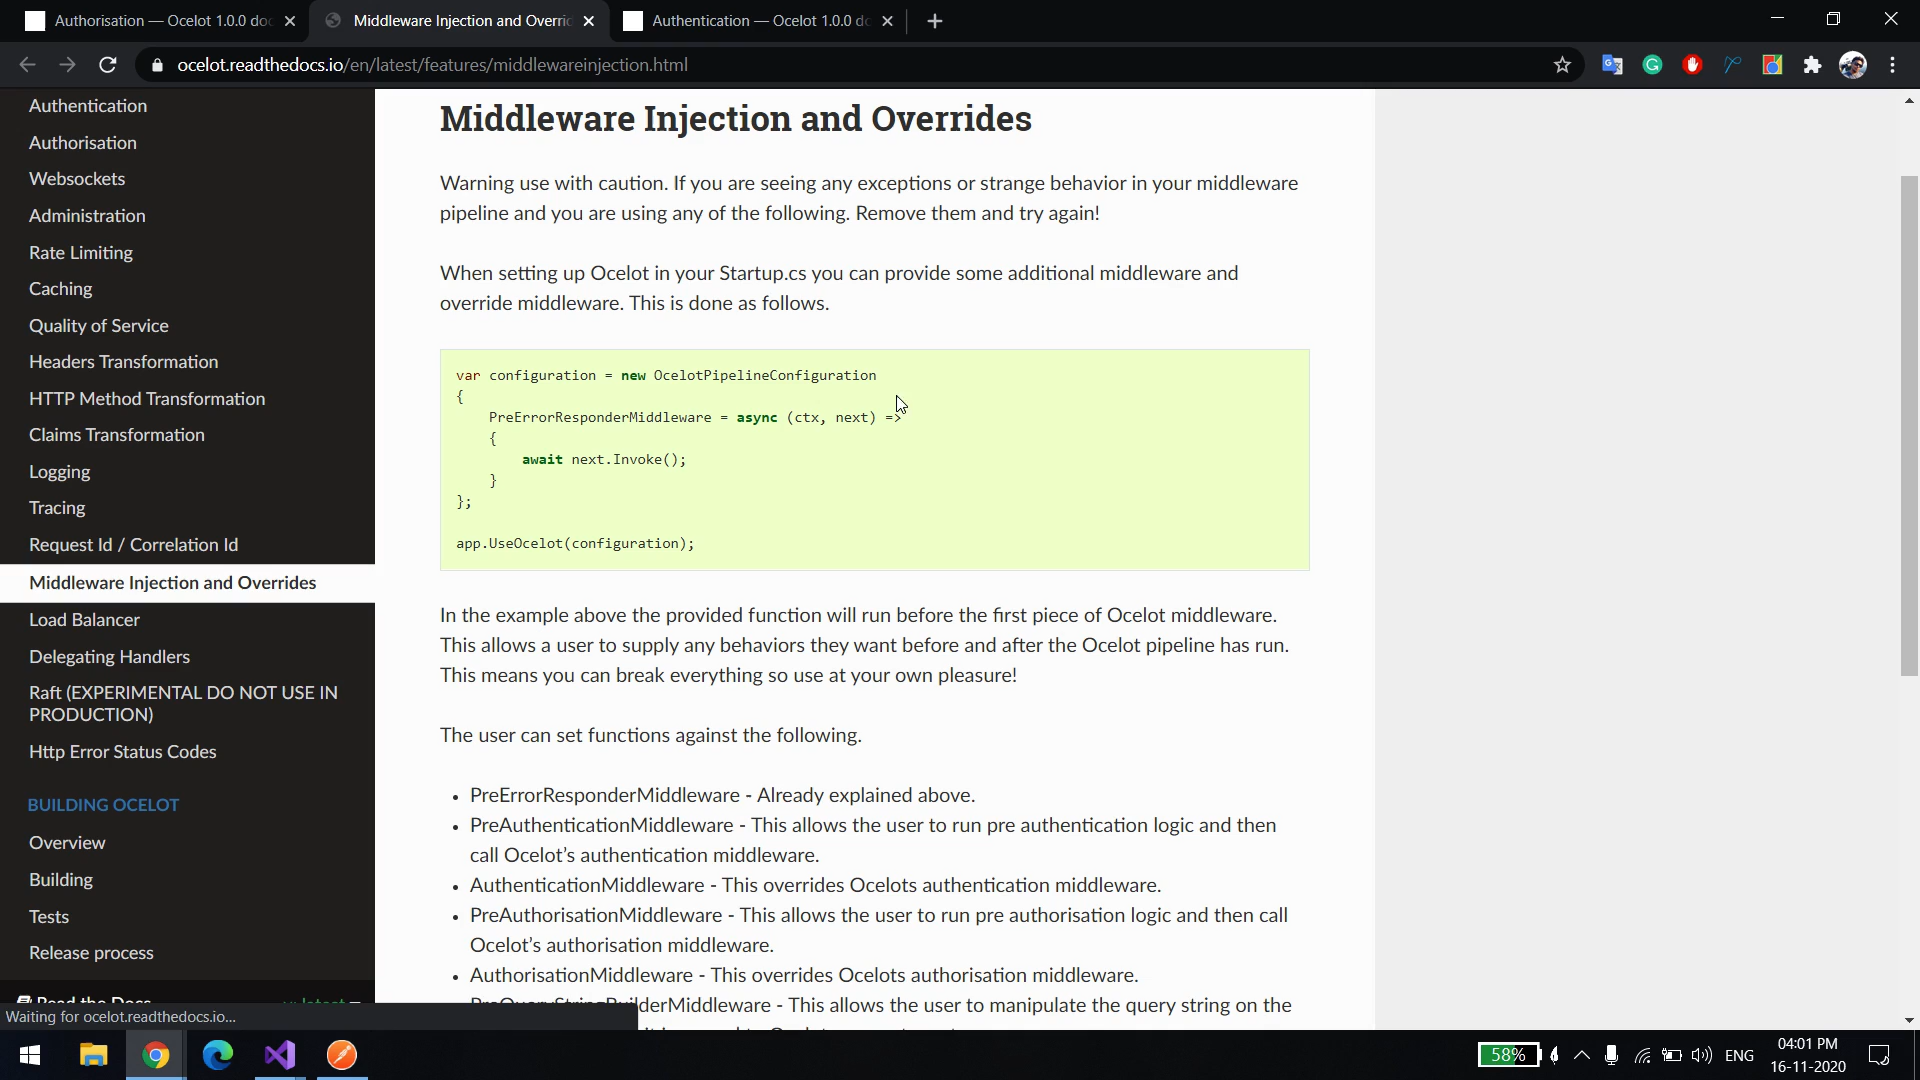 Authorisation — Ocelot 1.0.0 doc
Middleware Injection and Overrid
Authentication — Ocelot 1.0.0 do
ocelot.readthedocs.io/en/latest/features/middlewareinjection.html
Authentication
Authorisation
Websockets
Administration
Rate Limiting
Caching
Quality of Service
Headers Transformation
HTTP Method Transformation
Claims Transformation
Logging
Tracing
Request Id / Correlation Id
Middleware Injection and Overrides
Load Balancer
Delegating Handlers
Raft (EXPERIMENTAL DO NOT USE IN
PRODUCTION)
Http Error Status Codes
BUILDING OCELOT
Overview
Building
Tests
Release process
Read the Docs
v: latest
Waiting for ocelot.readthedocs.io...
Middleware Injection and Overrides
Warning use with caution. If you are seeing any exceptions or strange behavior in your middleware
pipeline and you are using any of the following. Remove them and try again!
When setting up Ocelot in your Startup.cs you can provide some additional middleware and
override middleware. This is done as follows.
var configuration = new OcelotPipelineConfiguration
{
PreErrorResponderMiddleware = async (ctx, next) =>
{
await next.Invoke();
}
};
app.UseOcelot(configuration);
In the example above the provided function will run before the first piece of Ocelot middleware.
This allows a user to supply any behaviors they want before and after the Ocelot pipeline has run.
This means you can break everything so use at your own pleasure!
The user can set functions against the following.
• PreErrorResponderMiddleware - Already explained above.
• PreAuthenticationMiddleware - This allows the user to run pre authentication logic and then
call Ocelot’s authentication middleware.
• AuthenticationMiddleware - This overrides Ocelots authentication middleware.
• PreAuthorisationMiddleware - This allows the user to run pre authorisation logic and then call
Ocelot’s authorisation middleware.
• AuthorisationMiddleware - This overrides Ocelots authorisation middleware.
• PreQueryStringBuilderMiddleware - This allows the user to manipulate the query string on the
58%
ENG
04:01 PM
16-11-2020